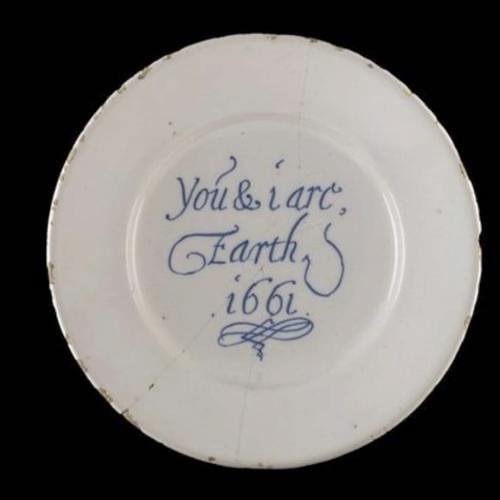 You & i are,
Earth,
.1661.